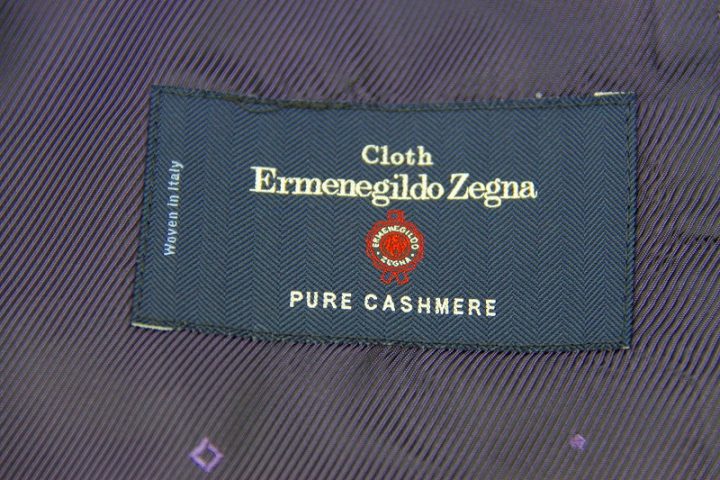 Woven in Italy
Cloth
Ermenegildo Zegna
ERMENEGILDO
ZEGNA
PURE CASHMERE